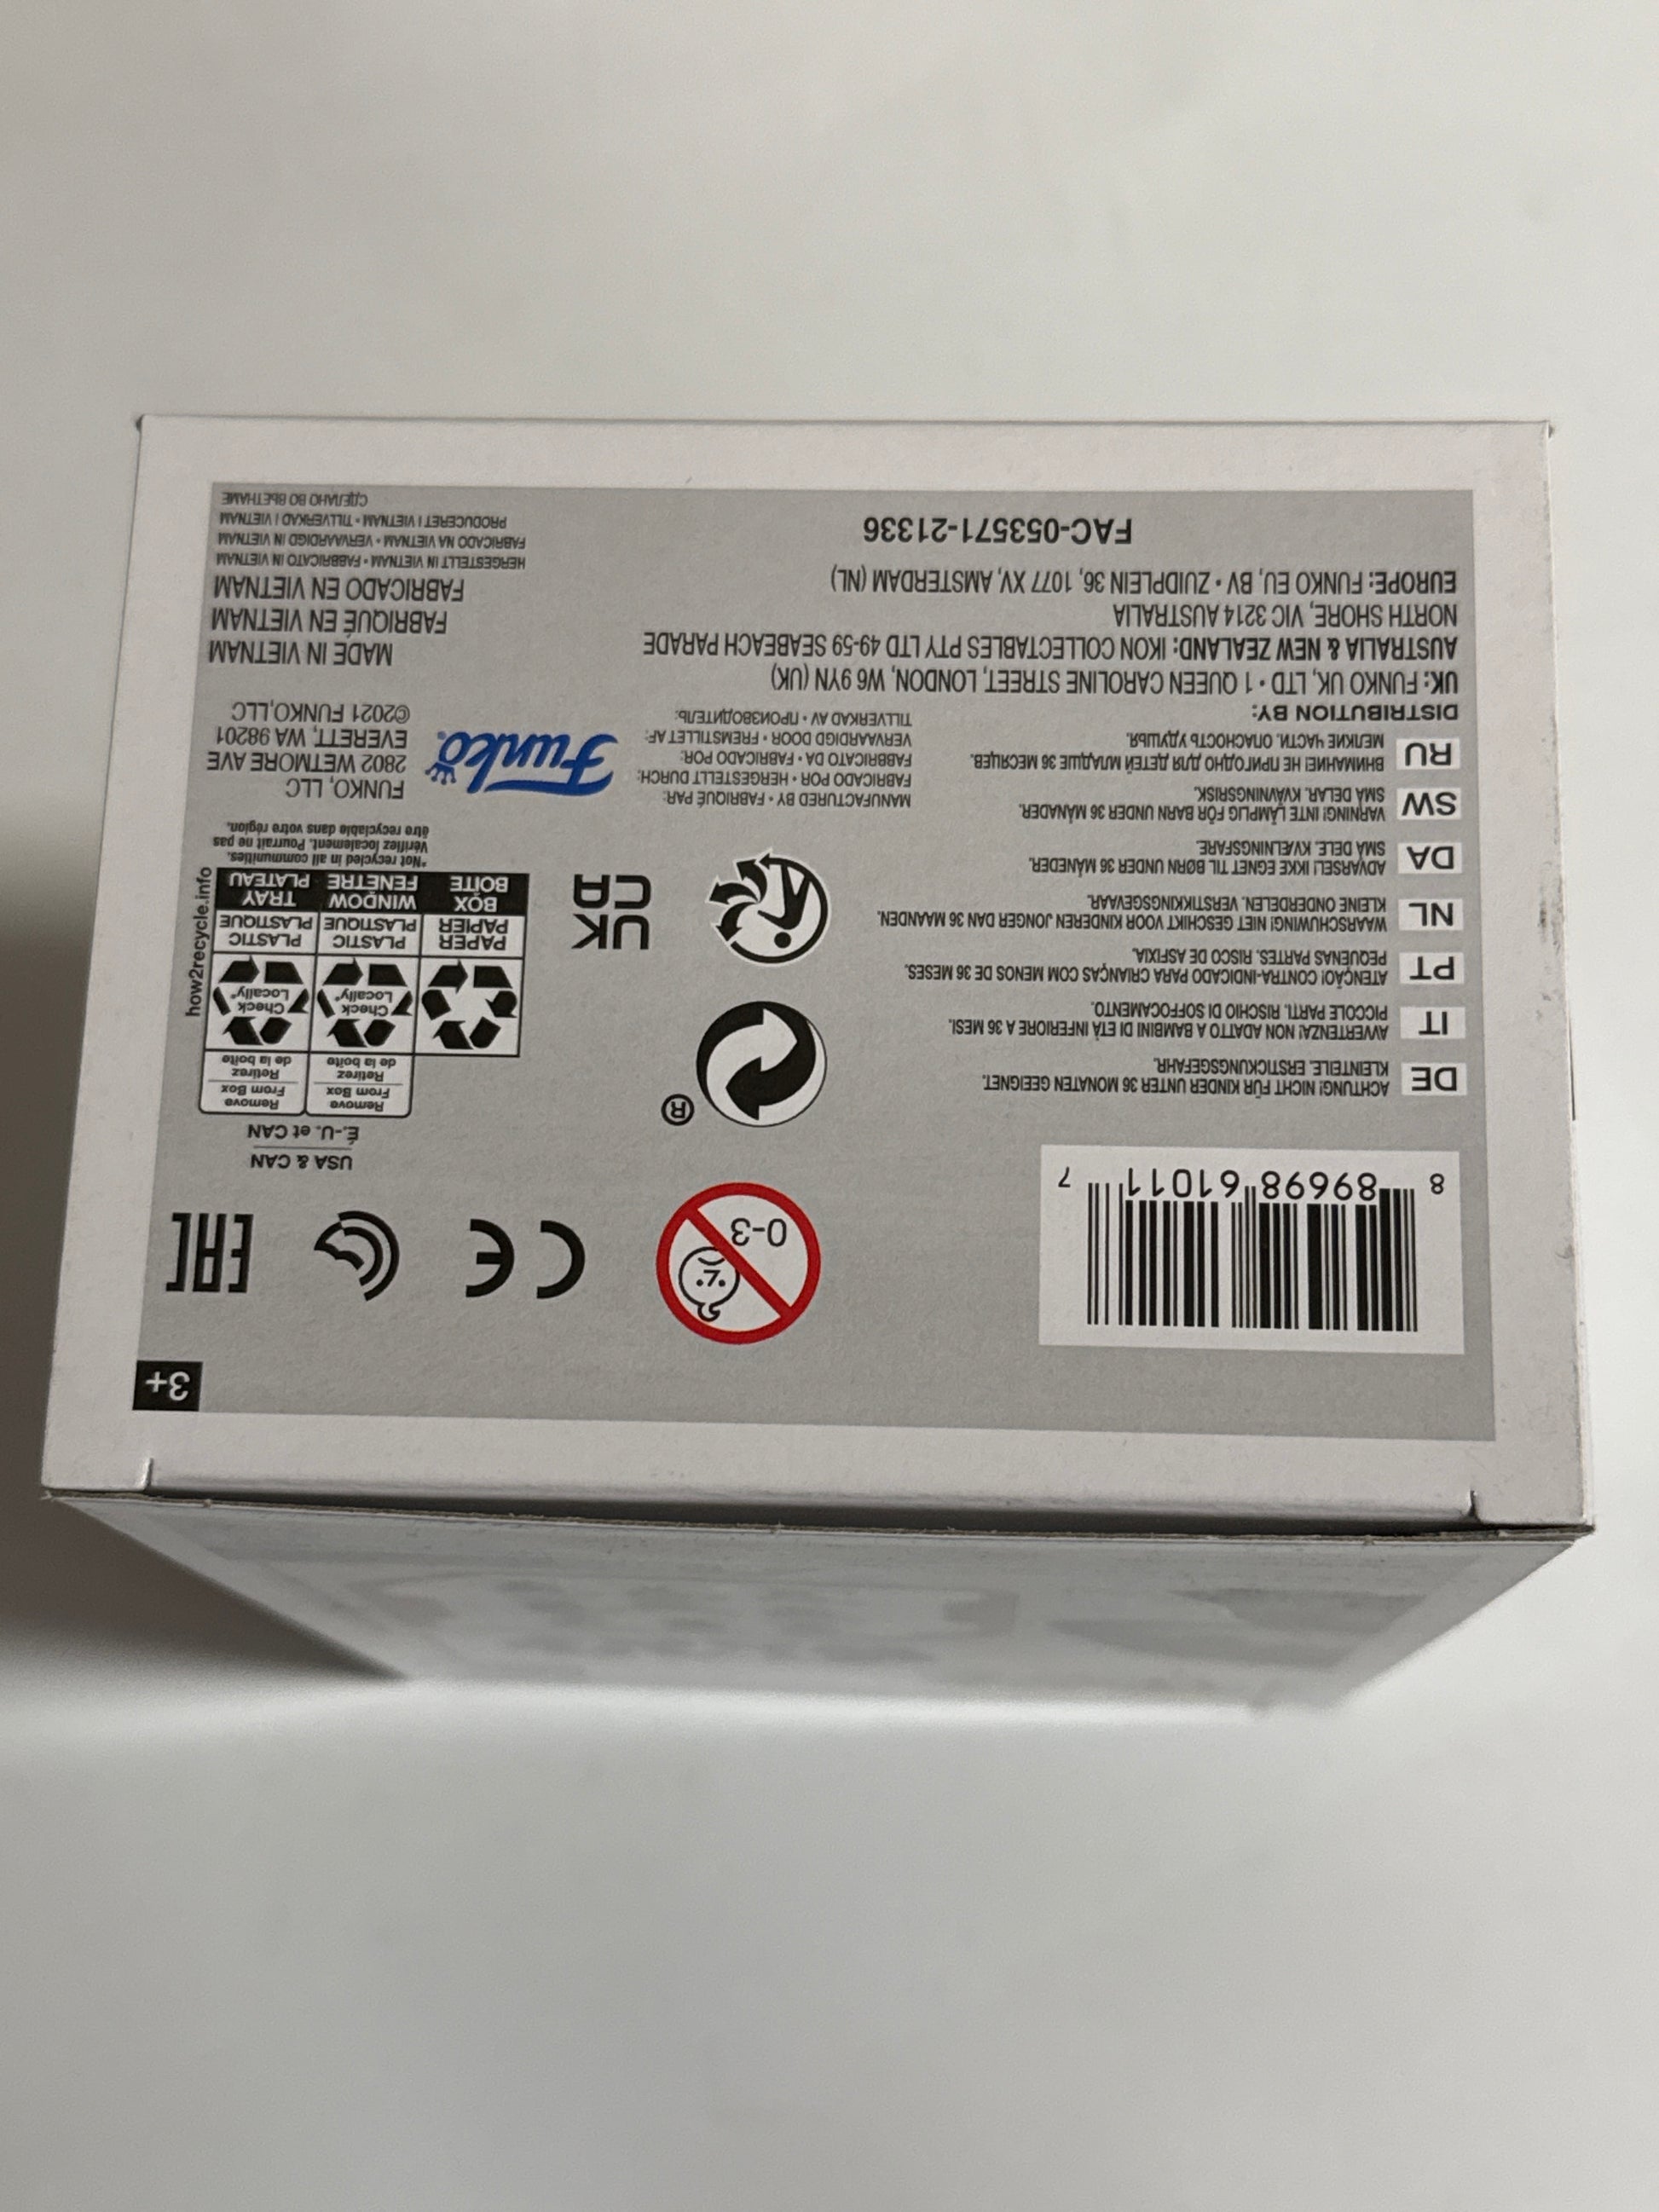 3+
8 89698 61011 7
0-3
CE
EAC
USA & CAN
É.-U. et CAN
Remove
From Box
Retirez
de la boîte
Remove
From Box
Retirez
de la boîte
Check
Locally*
Check
Locally*
PAPER
PAPIER
PLASTIC
PLASTIQUE
PLASTIC
PLASTIQUE
BOX
BOÎTE
WINDOW
FENÊTRE
TRAY
PLATEAU
how2recycle.info
*Not recycled in all communities.
Vérifiez localement. Pourrait ne pas
être recyclable dans votre région.
®
UK
CA
DE
ACHTUNG! NICHT FÜR KINDER UNTER 36 MONATEN GEEIGNET.
KLEINTEILE. ERSTICKUNGSGEFAHR.
IT
AVVERTENZA! NON ADATTO A BAMBINI DI ETÀ INFERIORE A 36 MESI.
PICCOLE PARTI. RISCHIO DI SOFFOCAMENTO.
PT
ATENÇÃO! CONTRA-INDICADO PARA CRIANÇAS COM MENOS DE 36 MESES.
PEQUENAS PARTES. RISCO DE ASFIXIA.
NL
WAARSCHUWING! NIET GESCHIKT VOOR KINDEREN JONGER DAN 36 MAANDEN.
KLEINE ONDERDELEN. VERSTIKKINGSGEVAAR.
DA
ADVARSEL! IKKE EGNET TIL BØRN UNDER 36 MÅNEDER.
SMÅ DELE. KVÆLNINGSFARE.
SW
VARNING! INTE LÄMPLIG FÖR BARN UNDER 36 MÅNADER.
SMÅ DELAR. KVÄVNINGSRISK.
RU
ВНИМАНИЕ! НЕ ПРИГОДНО ДЛЯ ДЕТЕЙ МЛАДШЕ 36 МЕСЯЦЕВ.
МЕЛКИЕ ЧАСТИ. ОПАСНОСТЬ УДУШЬЯ.
MANUFACTURED BY • FABRIQUÉ PAR:
FABRICADO POR • HERGESTELLT DURCH:
FABBRICATO DA • FABRICADO POR:
VERVAARDIGD DOOR • FREMSTILLET AF:
TILLVERKAD AV • ПРОИЗВОДИТЕЛЬ:
Funko®
FUNKO, LLC
2802 WETMORE AVE
EVERETT, WA 98201
©2021 FUNKO,LLC
DISTRIBUTION BY:
UK: FUNKO UK, LTD • 1 QUEEN CAROLINE STREET, LONDON, W6 9YN (UK)
AUSTRALIA & NEW ZEALAND: IKON COLLECTABLES PTY LTD 49-59 SEABEACH PARADE
NORTH SHORE, VIC 3214 AUSTRALIA
EUROPE: FUNKO EU, BV • ZUIDPLEIN 36, 1077 XV, AMSTERDAM (NL)
FAC-053571-21336
MADE IN VIETNAM
FABRIQUÉ EN VIETNAM
FABRICADO EN VIETNAM
HERGESTELLT IN VIETNAM • FABBRICATO IN VIETNAM
FABRICADO NA VIETNAM • VERVAARDIGD IN VIETNAM
PRODUCERET I VIETNAM • TILLVERKAD I VIETNAM
СДЕЛАНО ВО ВЬЕТНАМЕ